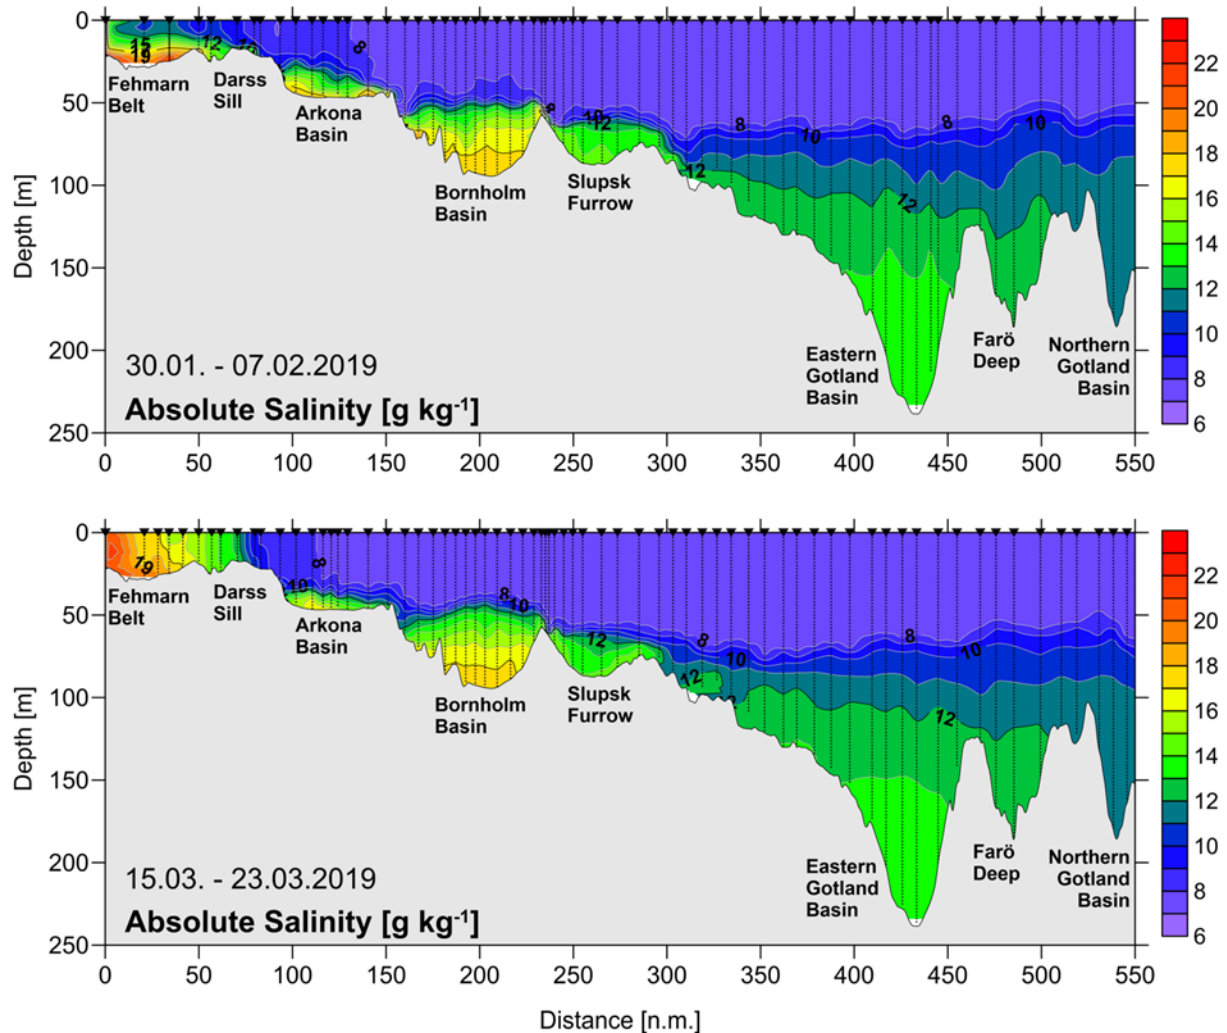 0
50
100
150
200
250
Depth [m]
15
19
12
8
8
10
12
12
8
10
8
10
12
Fehmarn
Belt
Darss
Sill
Arkona
Basin
Bornholm
Basin
Slupsk
Furrow
Eastern
Gotland
Basin
Farö
Deep
Northern
Gotland
Basin
30.01. - 07.02.2019
Absolute Salinity [g kg-1]
0 50 100 150 200 250 300 350 400 450 500 550
22
20
18
16
14
12
10
8
6
0
50
100
150
200
250
Depth [m]
19
8
10
8
10
12
8
10
12
8
10
12
Fehmarn
Belt
Darss
Sill
Arkona
Basin
Bornholm
Basin
Slupsk
Furrow
Eastern
Gotland
Basin
Farö
Deep
Northern
Gotland
Basin
15.03. - 23.03.2019
Absolute Salinity [g kg-1]
0 50 100 150 200 250 300 350 400 450 500 550
Distance [n.m.]
22
20
18
16
14
12
10
8
6